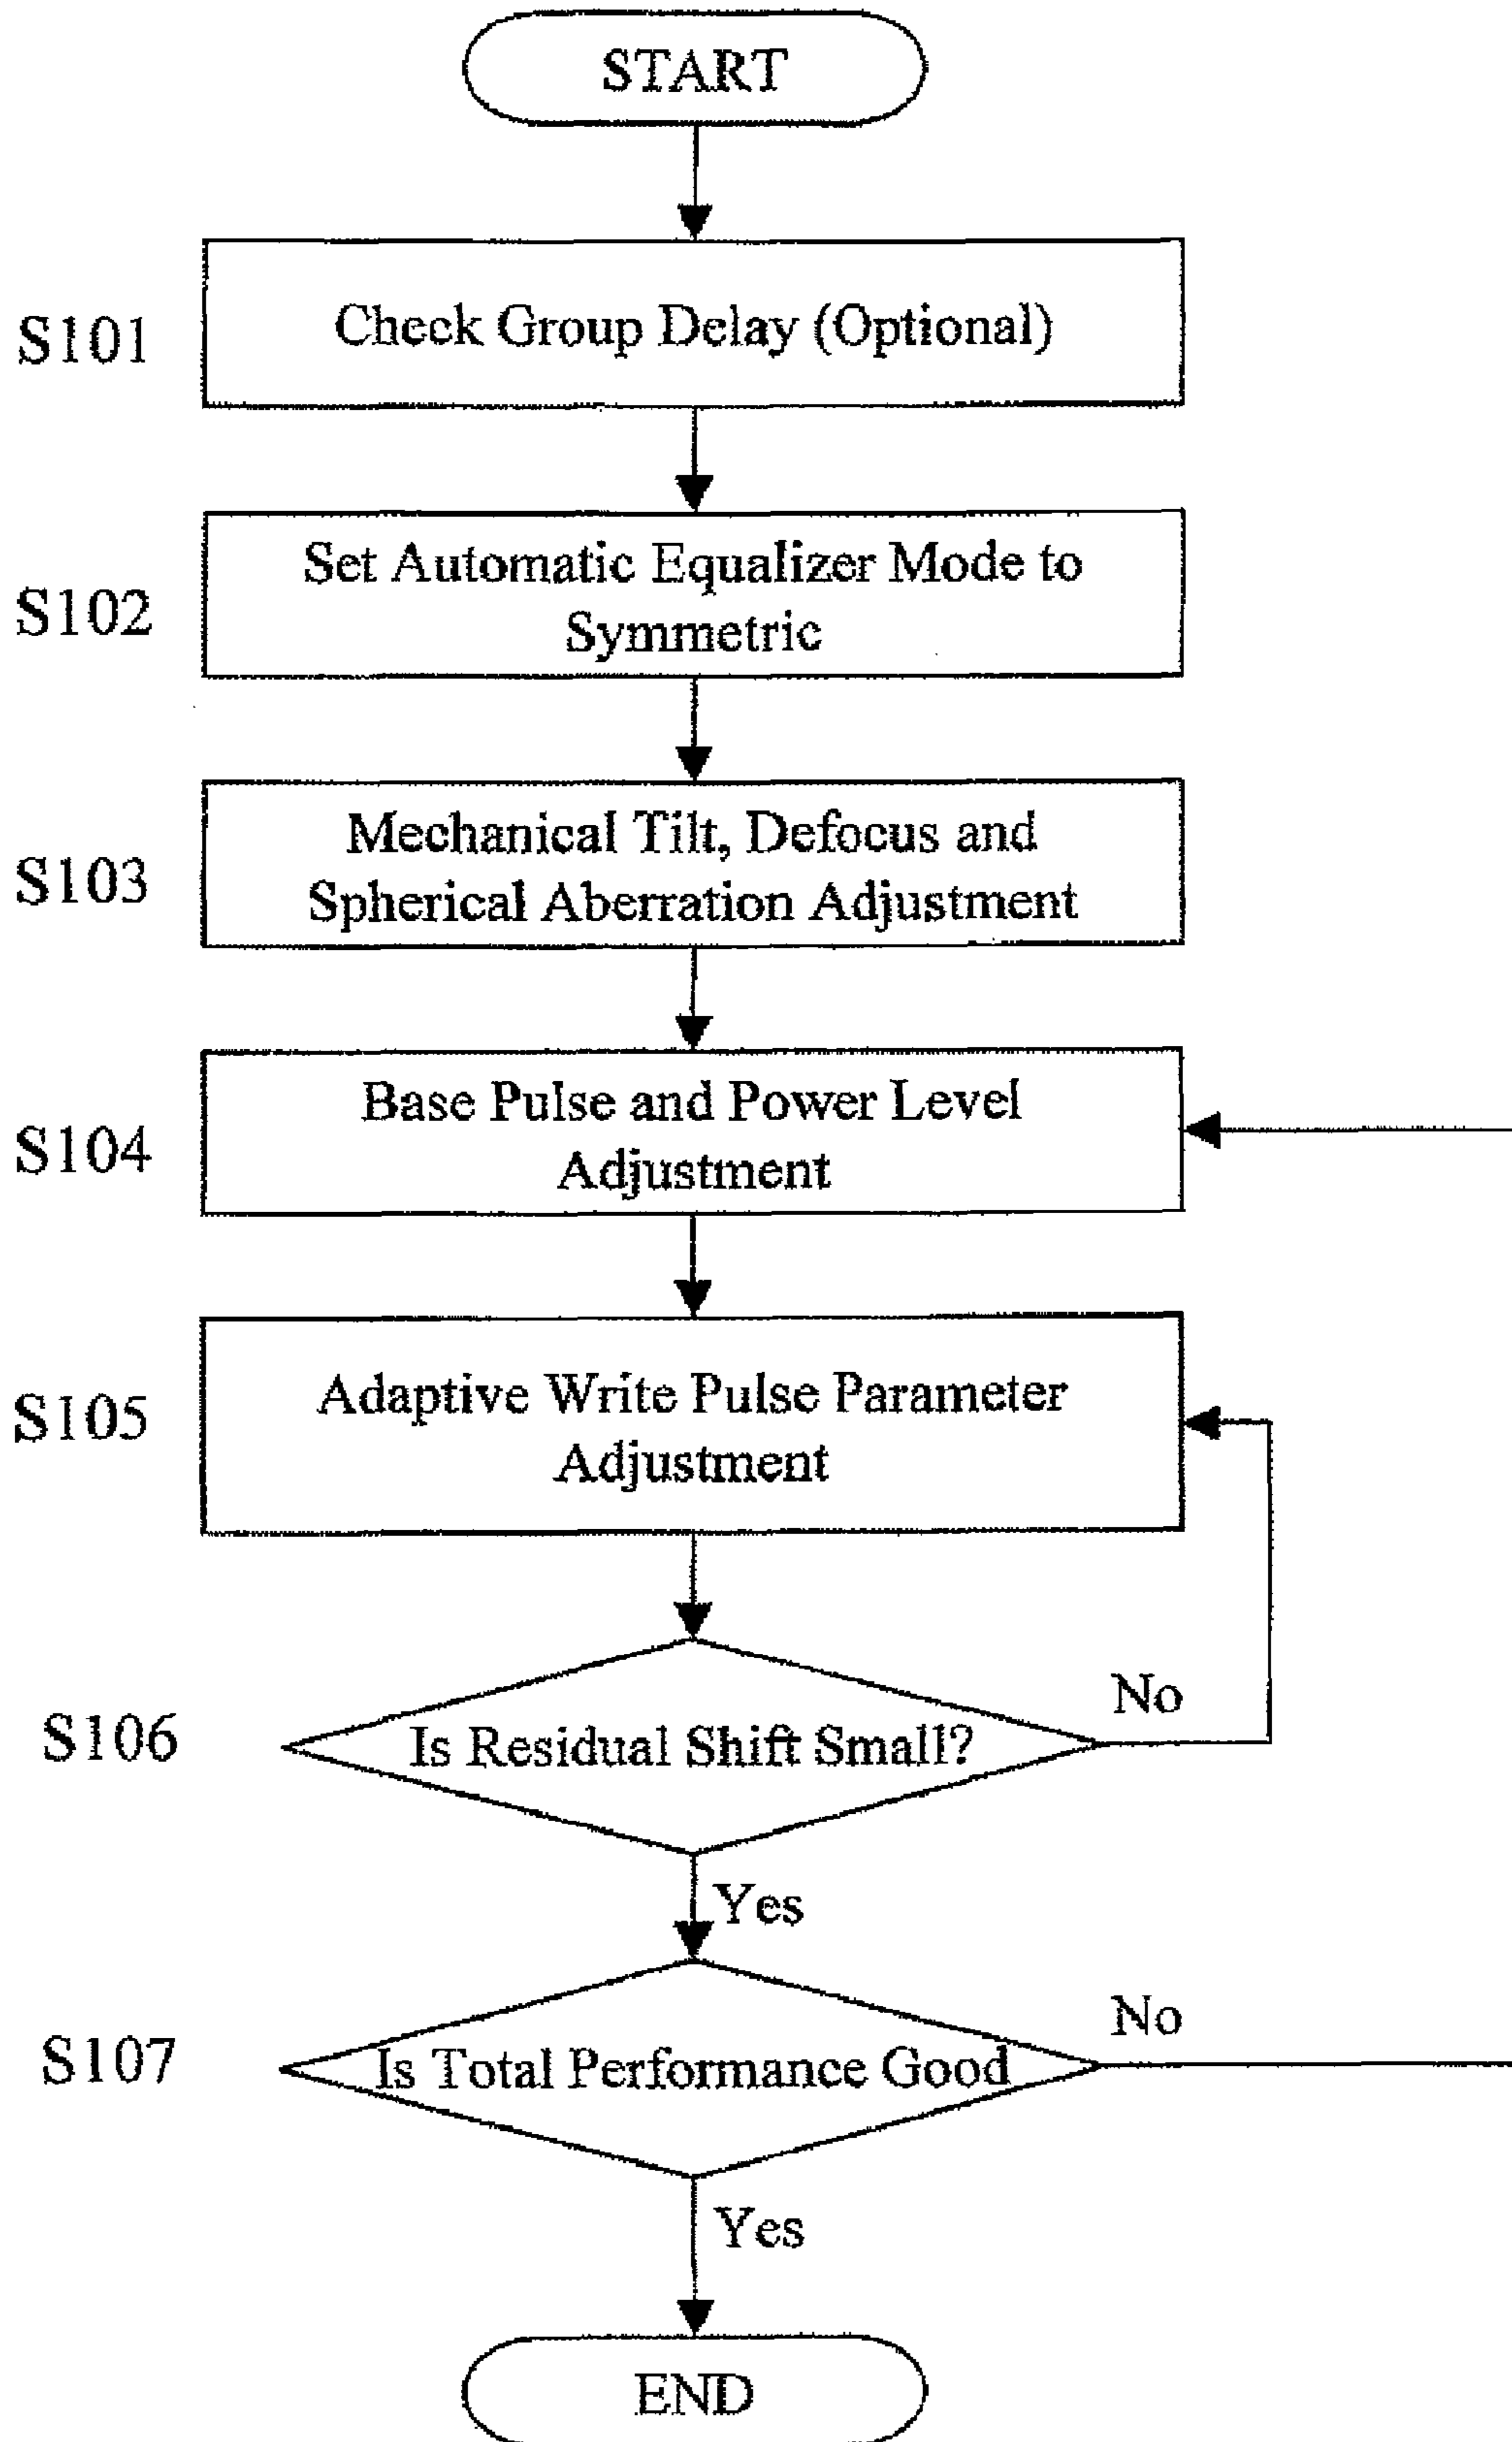 START
S101
Check Group Delay (Optional)
S102
Set Automatic Equalizer Mode to
Symmetric
S103
Mechanical Tilt, Defocus and
Spherical Aberration Adjustment
S104
Base Pulse and Power Level
Adjustment
S105
Adaptive Write Pulse Parameter
Adjustment
S106
Is Residual Shift Small?
No
Yes
S107
Is Total Performance Good
No
Yes
END